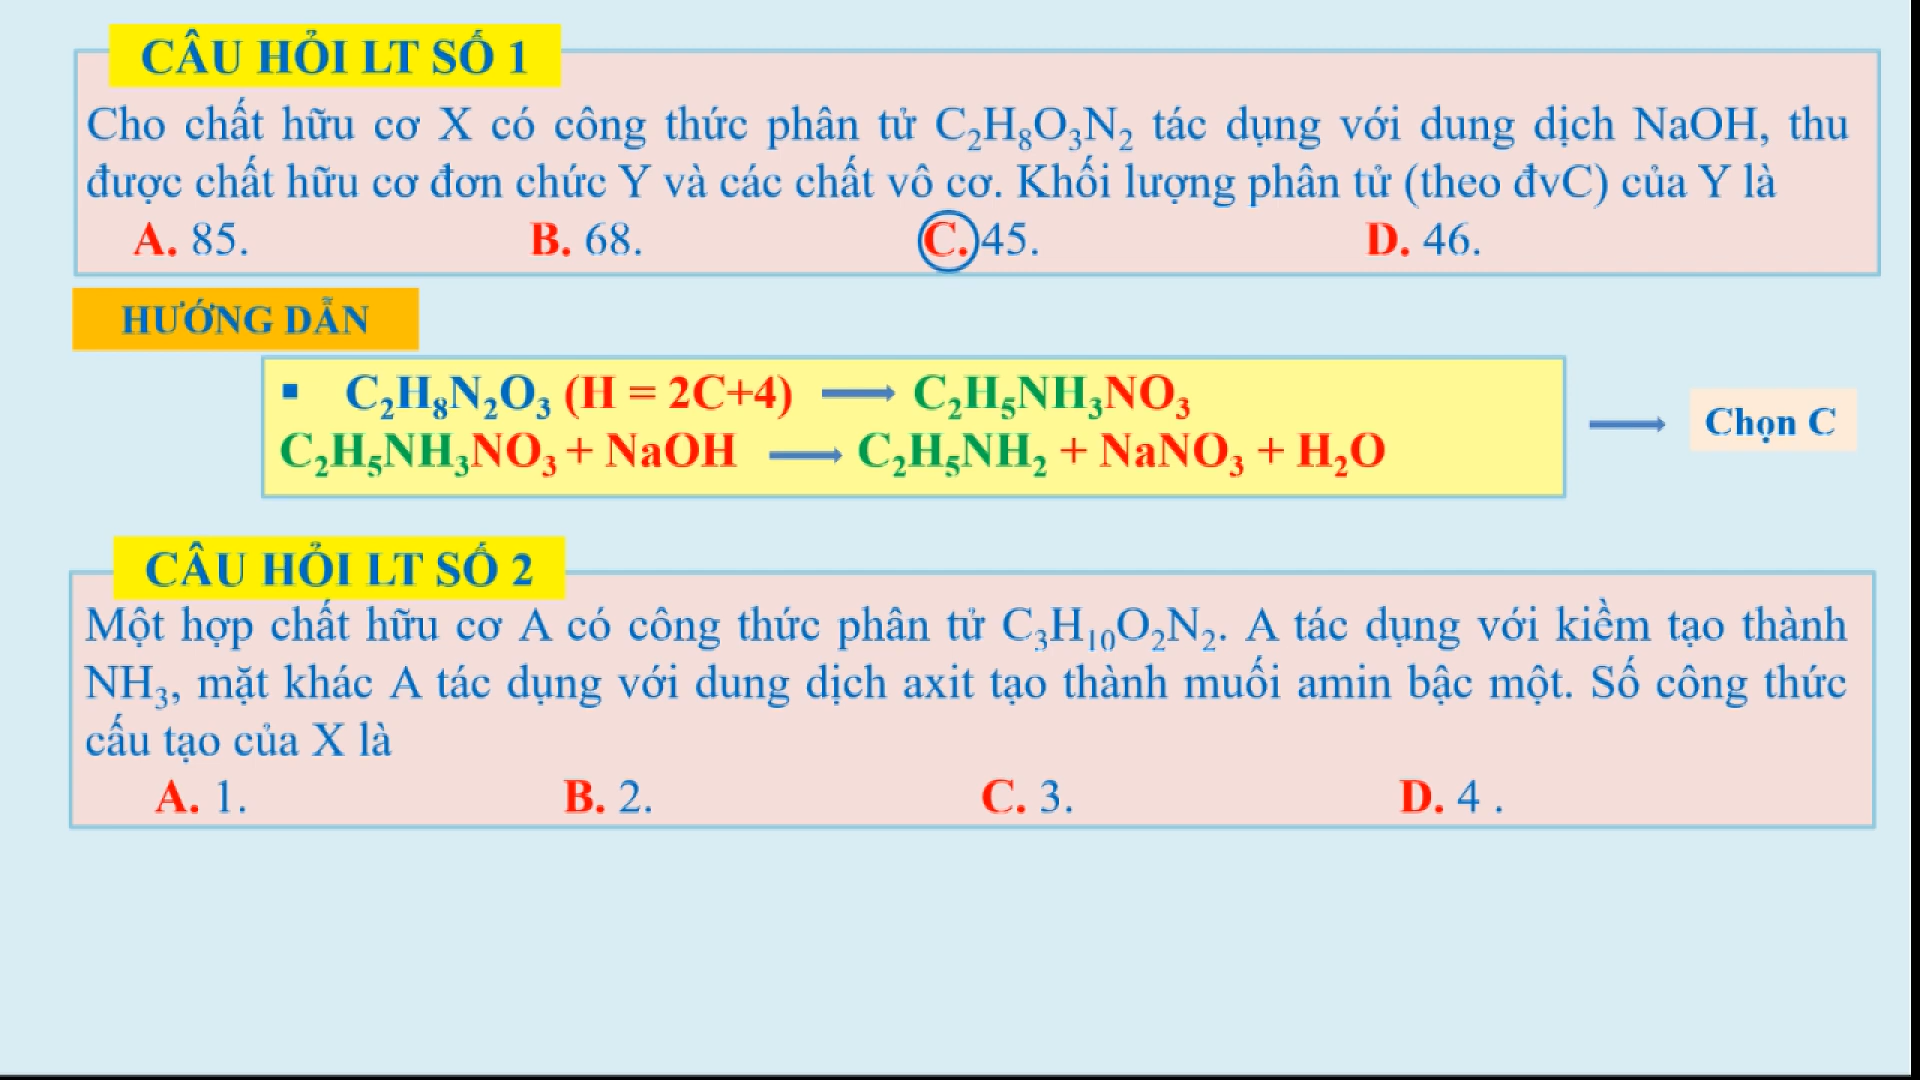 CÂU HỎI LT SỐ 1
Cho chất hữu cơ X có công thức phân tử C₂H₈O₃N₂ tác dụng với dung dịch NaOH, thu
được chất hữu cơ đơn chức Y và các chất vô cơ. Khối lượng phân tử (theo đvC) của Y là
A. 85. B. 68. C. 45. D. 46.
HƯỚNG DẪN
▪ C₂H₈N₂O₃ (H = 2C+4) ⟶ C₂H₅NH₃NO₃
C₂H₅NH₃NO₃ + NaOH ⟶ C₂H₅NH₂ + NaNO₃ + H₂O
⟶ Chọn C
CÂU HỎI LT SỐ 2
Một hợp chất hữu cơ A có công thức phân tử C₃H₁₀O₂N₂. A tác dụng với kiềm tạo thành
NH₃, mặt khác A tác dụng với dung dịch axit tạo thành muối amin bậc một. Số công thức
cấu tạo của X là
A. 1. B. 2. C. 3. D. 4 .